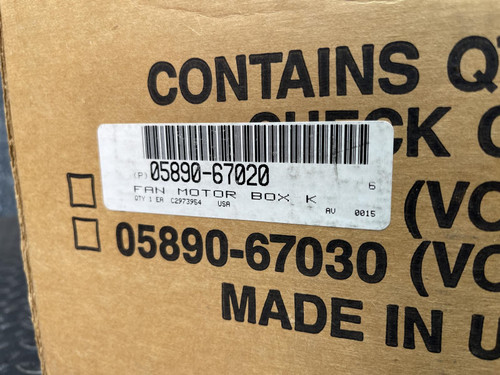 CONTAINS
CHECK
(P) 05890-67020 6
FAN MOTOR BOX K
QTY 1 EA C2973954 USA AV 0015
(VO
05890-67030 (VO
MADE IN U